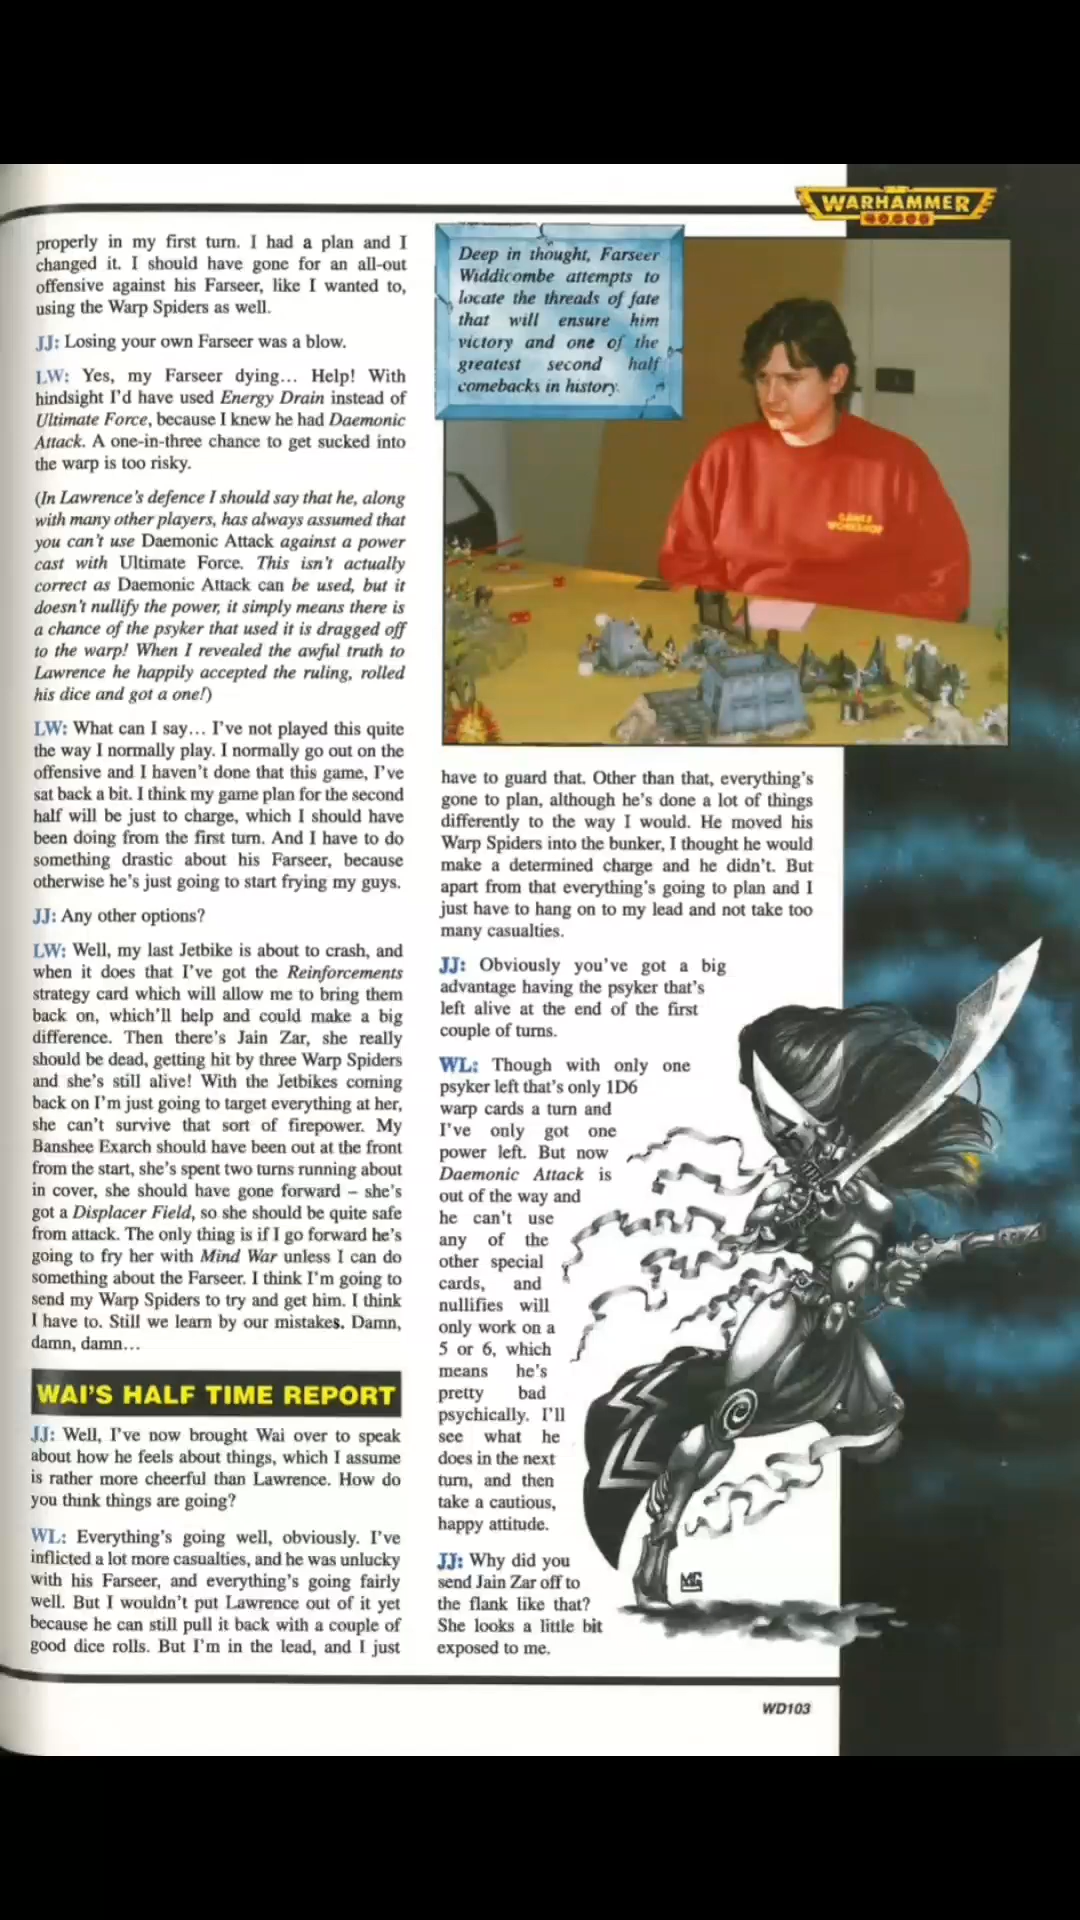 WARHAMMER
40,000
properly in my first turn. I had a plan and I
changed it. I should have gone for an all-out
offensive against his Farseer, like I wanted to,
using the Warp Spiders as well.
JJ: Losing your own Farseer was a blow.
LW: Yes, my Farseer dying... Help! With
hindsight I'd have used Energy Drain instead of
Ultimate Force, because I knew he had Daemonic
Attack. A one-in-three chance to get sucked into
the warp is too risky.
(In Lawrence's defence I should say that he, along
with many other players, has always assumed that
you can't use Daemonic Attack against a power
cast with Ultimate Force. This isn't actually
correct as Daemonic Attack can be used, but it
doesn't nullify the power, it simply means there is
a chance of the psyker that used it is dragged off
to the warp! When I revealed the awful truth to
Lawrence he happily accepted the ruling, rolled
his dice and got a one!)
LW: What can I say... I've not played this quite
the way I normally play. I normally go out on the
offensive and I haven't done that this game, I've
sat back a bit. I think my game plan for the second
half will be just to charge, which I should have
been doing from the first turn. And I have to do
something drastic about his Farseer, because
otherwise he's just going to start frying my guys.
JJ: Any other options?
LW: Well, my last Jetbike is about to crash, and
when it does that I've got the Reinforcements
strategy card which will allow me to bring them
back on, which'll help and could make a big
difference. Then there's Jain Zar, she really
should be dead, getting hit by three Warp Spiders
and she's still alive! With the Jetbikes coming
back on I'm just going to target everything at her,
she can't survive that sort of firepower. My
Banshee Exarch should have been out at the front
from the start, she's spent two turns running about
in cover, she should have gone forward – she's
got a Displacer Field, so she should be quite safe
from attack. The only thing is if I go forward he's
going to fry her with Mind War unless I can do
something about the Farseer. I think I'm going to
send my Warp Spiders to try and get him. I think
I have to. Still we learn by our mistakes. Damn,
damn, damn...
WAI'S HALF TIME REPORT
JJ: Well, I've now brought Wai over to speak
about how he feels about things, which I assume
is rather more cheerful than Lawrence. How do
you think things are going?
WL: Everything's going well, obviously. I've
inflicted a lot more casualties, and he was unlucky
with his Farseer, and everything's going fairly
well. But I wouldn't put Lawrence out of it yet
because he can still pull it back with a couple of
good dice rolls. But I'm in the lead, and I just
Deep in thought, Farseer
Widdicombe attempts to
locate the threads of fate
that will ensure him
victory and one of the
greatest second half
comebacks in history.
GAMES
WORKSHOP
have to guard that. Other than that, everything's
gone to plan, although he's done a lot of things
differently to the way I would. He moved his
Warp Spiders into the bunker, I thought he would
make a determined charge and he didn't. But
apart from that everything's going to plan and I
just have to hang on to my lead and not take too
many casualties.
JJ: Obviously you've got a big
advantage having the psyker that's
left alive at the end of the first
couple of turns.
WL: Though with only one
psyker left that's only 1D6
warp cards a turn and
I've only got one
power left. But now
Daemonic Attack is
out of the way and
he can't use
any of the
other special
cards, and
nullifies will
only work on a
5 or 6, which
means he's
pretty bad
psychically. I'll
see what he
does in the next
turn, and then
take a cautious,
happy attitude.
JJ: Why did you
send Jain Zar off to
the flank like that?
She looks a little bit
exposed to me.
MG
WD103